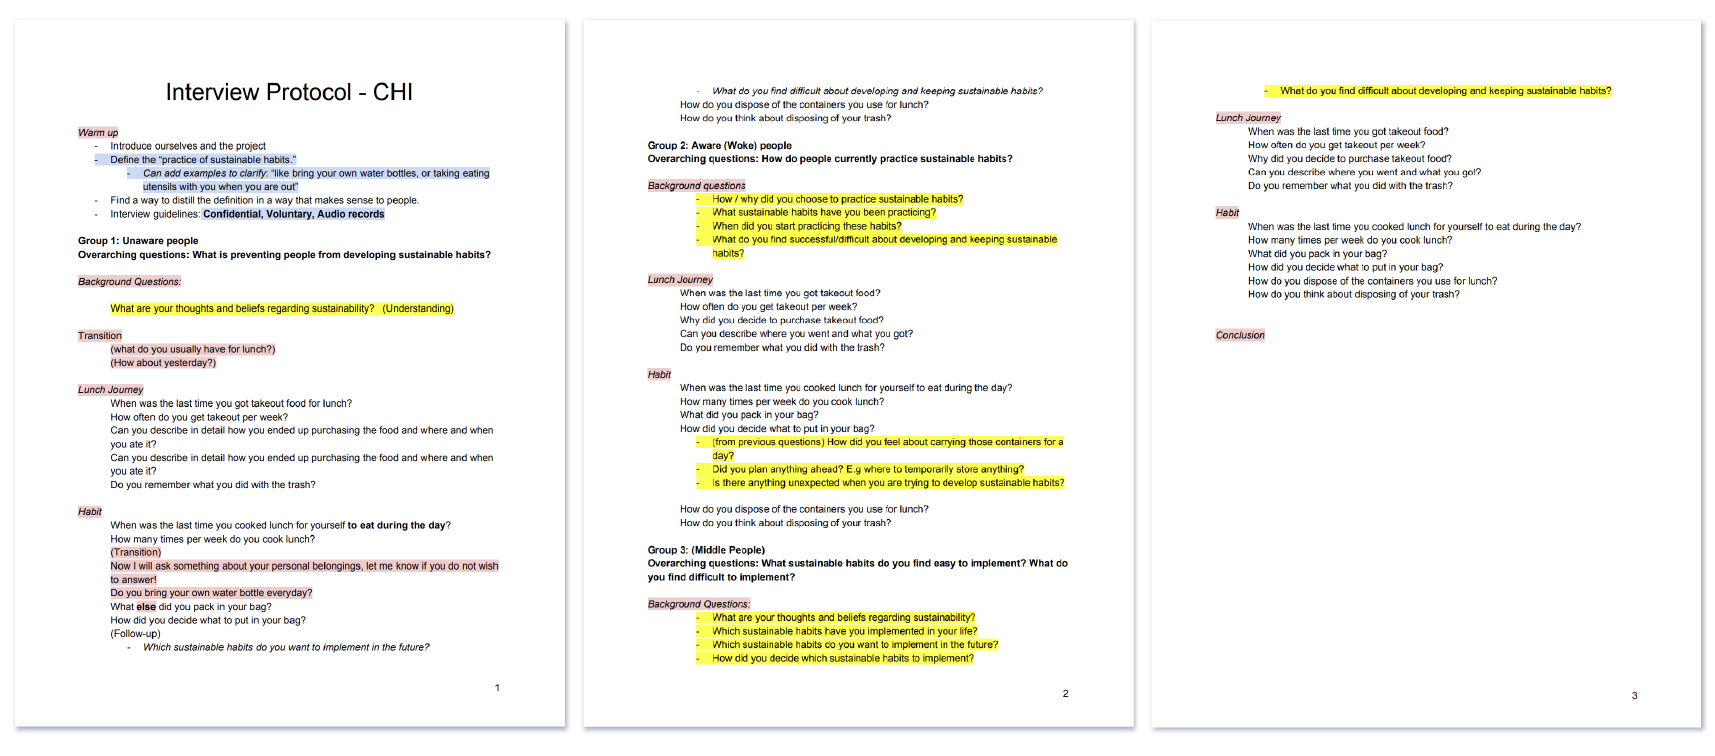 Interview Protocol - CHI
Warm up
- Introduce ourselves and the project
- Define the “practice of sustainable habits.”
- Can add examples to clarify: “like bring your own water bottles, or taking eating
utensils with you when you are out”
- Find a way to distill the definition in a way that makes sense to people.
- Interview guidelines: Confidential, Voluntary, Audio records
Group 1: Unaware people
Overarching questions: What is preventing people from developing sustainable habits?
Background Questions:
What are your thoughts and beliefs regarding sustainability? (Understanding)
Transition
(what do you usually have for lunch?)
(How about yesterday?)
Lunch Journey
When was the last time you got takeout food for lunch?
How often do you get takeout per week?
Can you describe in detail how you ended up purchasing the food and where and when
you ate it?
Can you describe in detail how you ended up purchasing the food and where and when
you ate it?
Do you remember what you did with the trash?
Habit
When was the last time you cooked lunch for yourself to eat during the day?
How many times per week do you cook lunch?
(Transition)
Now I will ask something about your personal belongings, let me know if you do not wish
to answer!
Do you bring your own water bottle everyday?
What else did you pack in your bag?
How did you decide what to put in your bag?
(Follow-up)
- Which sustainable habits do you want to implement in the future?
1
- What do you find difficult about developing and keeping sustainable habits?
How do you dispose of the containers you use for lunch?
How do you think about disposing of your trash?
Group 2: Aware (Woke) people
Overarching questions: How do people currently practice sustainable habits?
Background questions
- How / why did you choose to practice sustainable habits?
- What sustainable habits have you been practicing?
- When did you start practicing these habits?
- What do you find successful/difficult about developing and keeping sustainable
habits?
Lunch Journey
When was the last time you got takeout food?
How often do you get takeout per week?
Why did you decide to purchase takeout food?
Can you describe where you went and what you got?
Do you remember what you did with the trash?
Habit
When was the last time you cooked lunch for yourself to eat during the day?
How many times per week do you cook lunch?
What did you pack in your bag?
How did you decide what to put in your bag?
- (from previous questions) How did you feel about carrying those containers for a
day?
- Did you plan anything ahead? E.g where to temporarily store anything?
- Is there anything unexpected when you are trying to develop sustainable habits?
How do you dispose of the containers you use for lunch?
How do you think about disposing of your trash?
Group 3: (Middle People)
Overarching questions: What sustainable habits do you find easy to implement? What do
you find difficult to implement?
Background Questions:
- What are your thoughts and beliefs regarding sustainability?
- Which sustainable habits have you implemented in your life?
- Which sustainable habits do you want to implement in the future?
- How did you decide which sustainable habits to implement?
2
- What do you find difficult about developing and keeping sustainable habits?
Lunch Journey
When was the last time you got takeout food?
How often do you get takeout per week?
Why did you decide to purchase takeout food?
Can you describe where you went and what you got?
Do you remember what you did with the trash?
Habit
When was the last time you cooked lunch for yourself to eat during the day?
How many times per week do you cook lunch?
What did you pack in your bag?
How did you decide what to put in your bag?
How do you dispose of the containers you use for lunch?
How do you think about disposing of your trash?
Conclusion
3